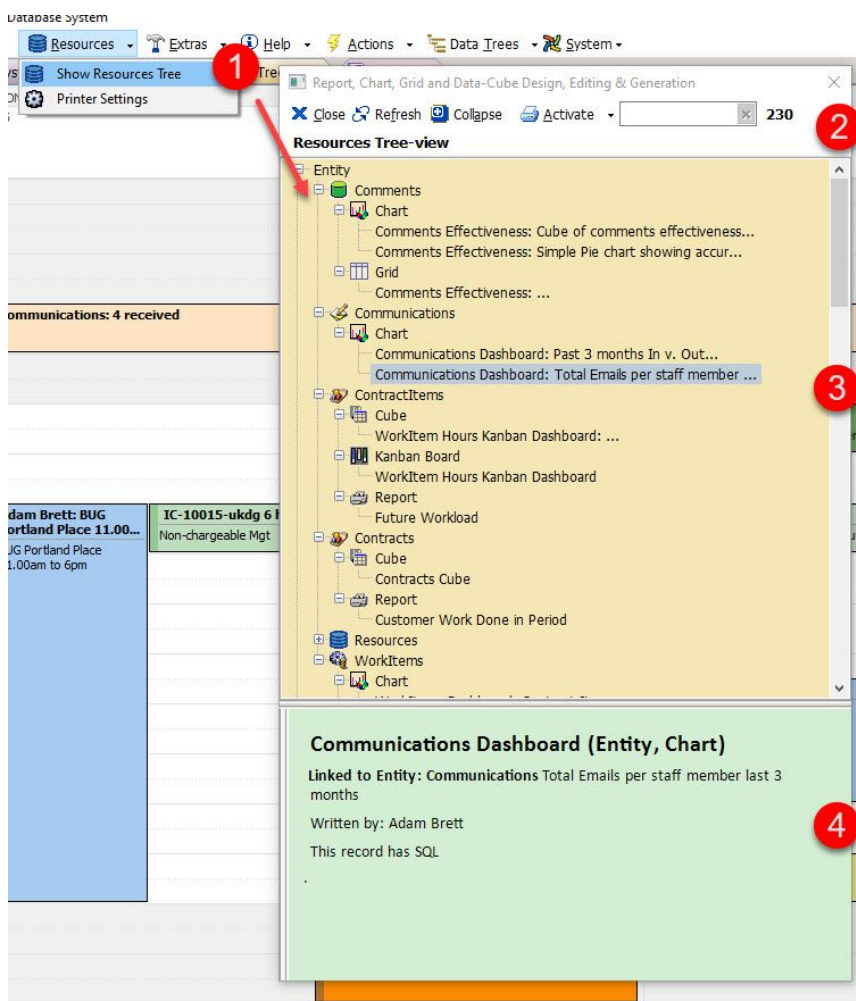 Database System
Resources Extras Help Actions Data Trees System
Show Resources Tree
1
Tre
Printer Settings
Report, Chart, Grid and Data-Cube Design, Editing & Generation
Close Refresh Collapse Activate 230
2
Resources Tree-view
Entity
Comments
Chart
Comments Effectiveness: Cube of comments effectiveness...
Comments Effectiveness: Simple Pie chart showing accur...
Grid
Comments Effectiveness: ...
Communications
ommunications: 4 received
Chart
Communications Dashboard: Past 3 months In v. Out...
Communications Dashboard: Total Emails per staff member ...
3
ContractItems
Cube
WorkItem Hours Kanban Dashboard: ...
Kanban Board
WorkItem Hours Kanban Dashboard
Report
Future Workload
Contracts
Cube
Contracts Cube
Report
Customer Work Done in Period
Resources
WorkItems
Chart
dam Brett: BUG
ortland Place 11.00...
UG Portland Place
1.00am to 6pm
IC-10015-ukdg 6 h
Non-chargeable Mgt
Communications Dashboard (Entity, Chart)
Linked to Entity: Communications Total Emails per staff member last 3
months
Written by: Adam Brett
4
This record has SQL
.